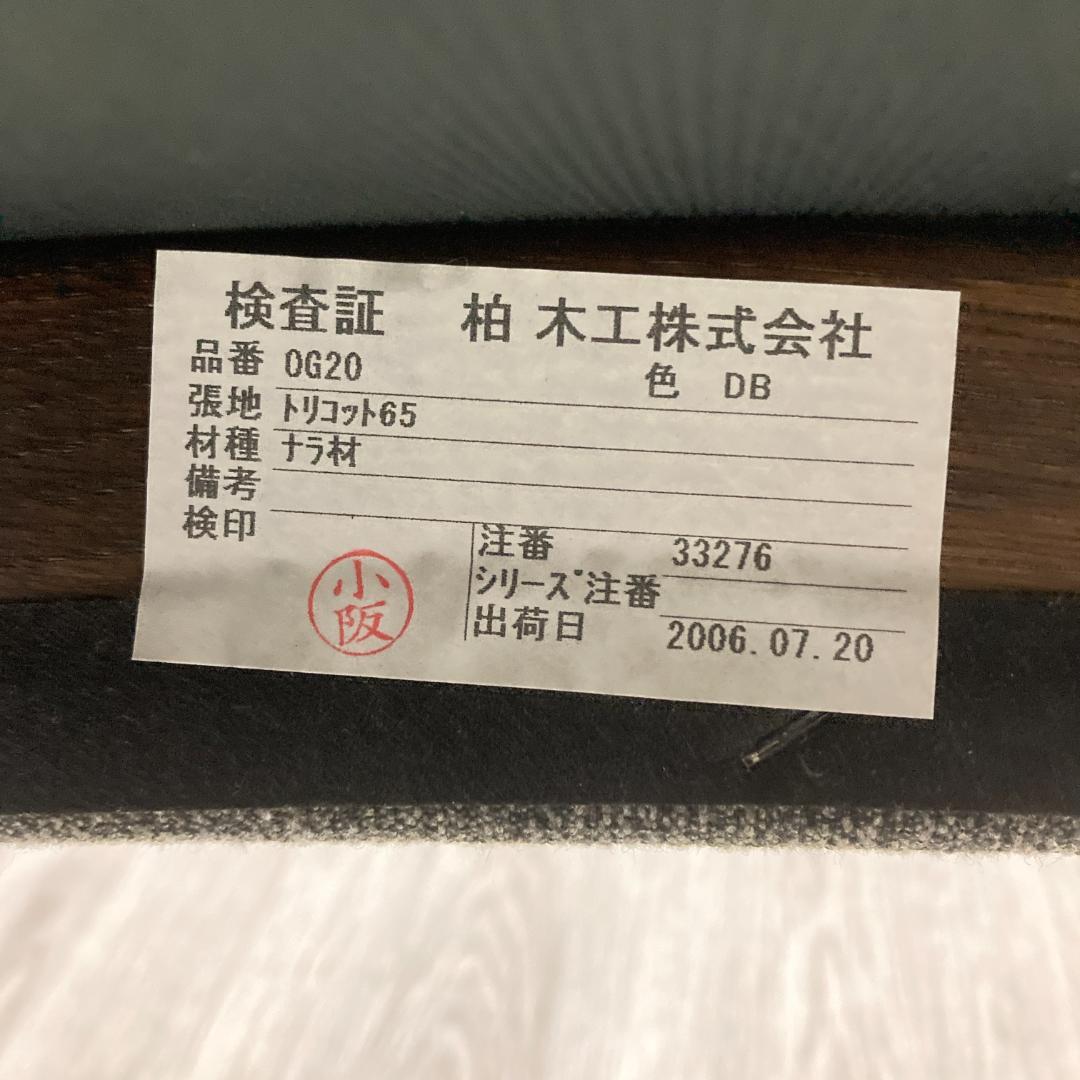 検査証 柏木工株式会社
品番 OG20 色 DB
張地 トリコット65
材種 ナラ材
備考
検印
小阪
注番 33276
シリーズ注番
出荷日 2006.07.20